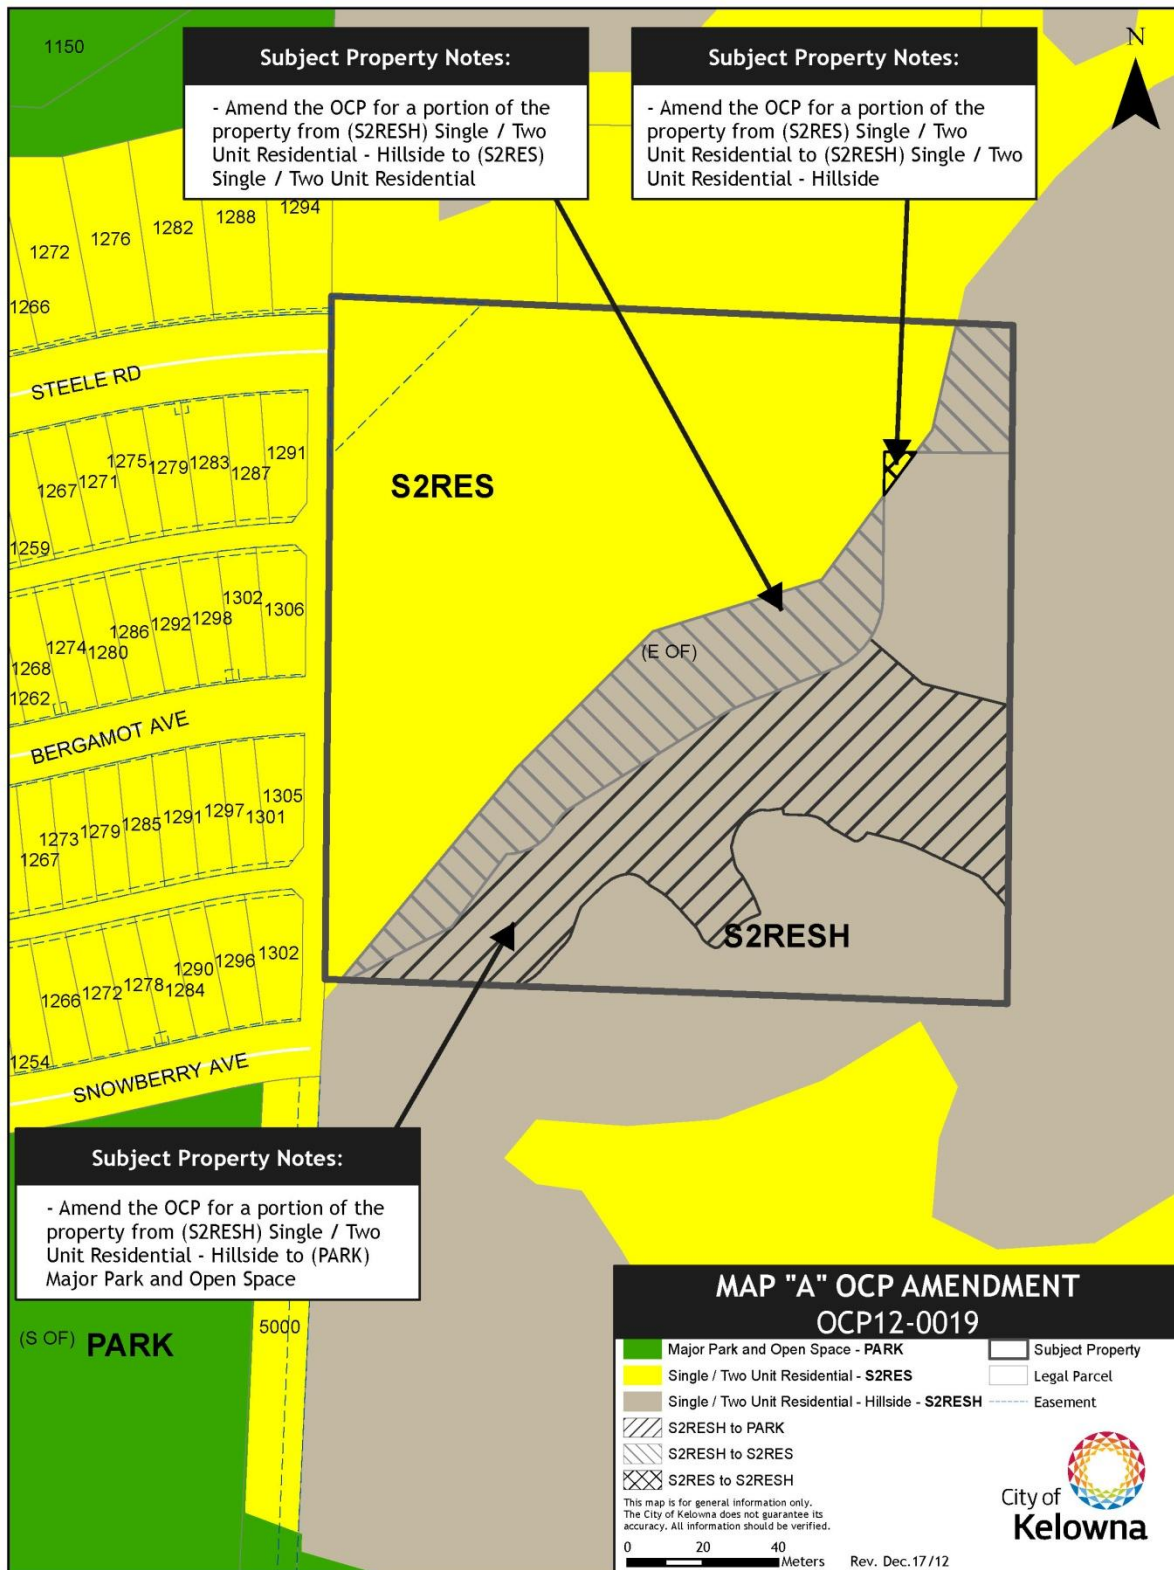 1150
N
Subject Property Notes:
- Amend the OCP for a portion of the
property from (S2RESH) Single / Two
Unit Residential - Hillside to (S2RES)
Single / Two Unit Residential
Subject Property Notes:
- Amend the OCP for a portion of the
property from (S2RES) Single / Two
Unit Residential to (S2RESH) Single / Two
Unit Residential - Hillside
1266
1272
1276
1282
1288
1294
STEELE RD
1259
1267
1271
1275
1279
1283
1287
1291
S2RES
1262
1268
1274
1280
1286
1292
1298
1302
1306
(E OF)
BERGAMOT AVE
1267
1273
1279
1285
1291
1297
1301
1305
S2RESH
1254
1266
1272
1278
1284
1290
1296
1302
SNOWBERRY AVE
Subject Property Notes:
- Amend the OCP for a portion of the
property from (S2RESH) Single / Two
Unit Residential - Hillside to (PARK)
Major Park and Open Space
(S OF) PARK
5000
MAP "A" OCP AMENDMENT
OCP12-0019
Major Park and Open Space - PARK
Single / Two Unit Residential - S2RES
Single / Two Unit Residential - Hillside - S2RESH
S2RESH to PARK
S2RESH to S2RES
S2RES to S2RESH
Subject Property
Legal Parcel
Easement
This map is for general information only.
The City of Kelowna does not guarantee its
accuracy. All information should be verified.
0 20 40
Meters
Rev. Dec.17/12
City of
Kelowna